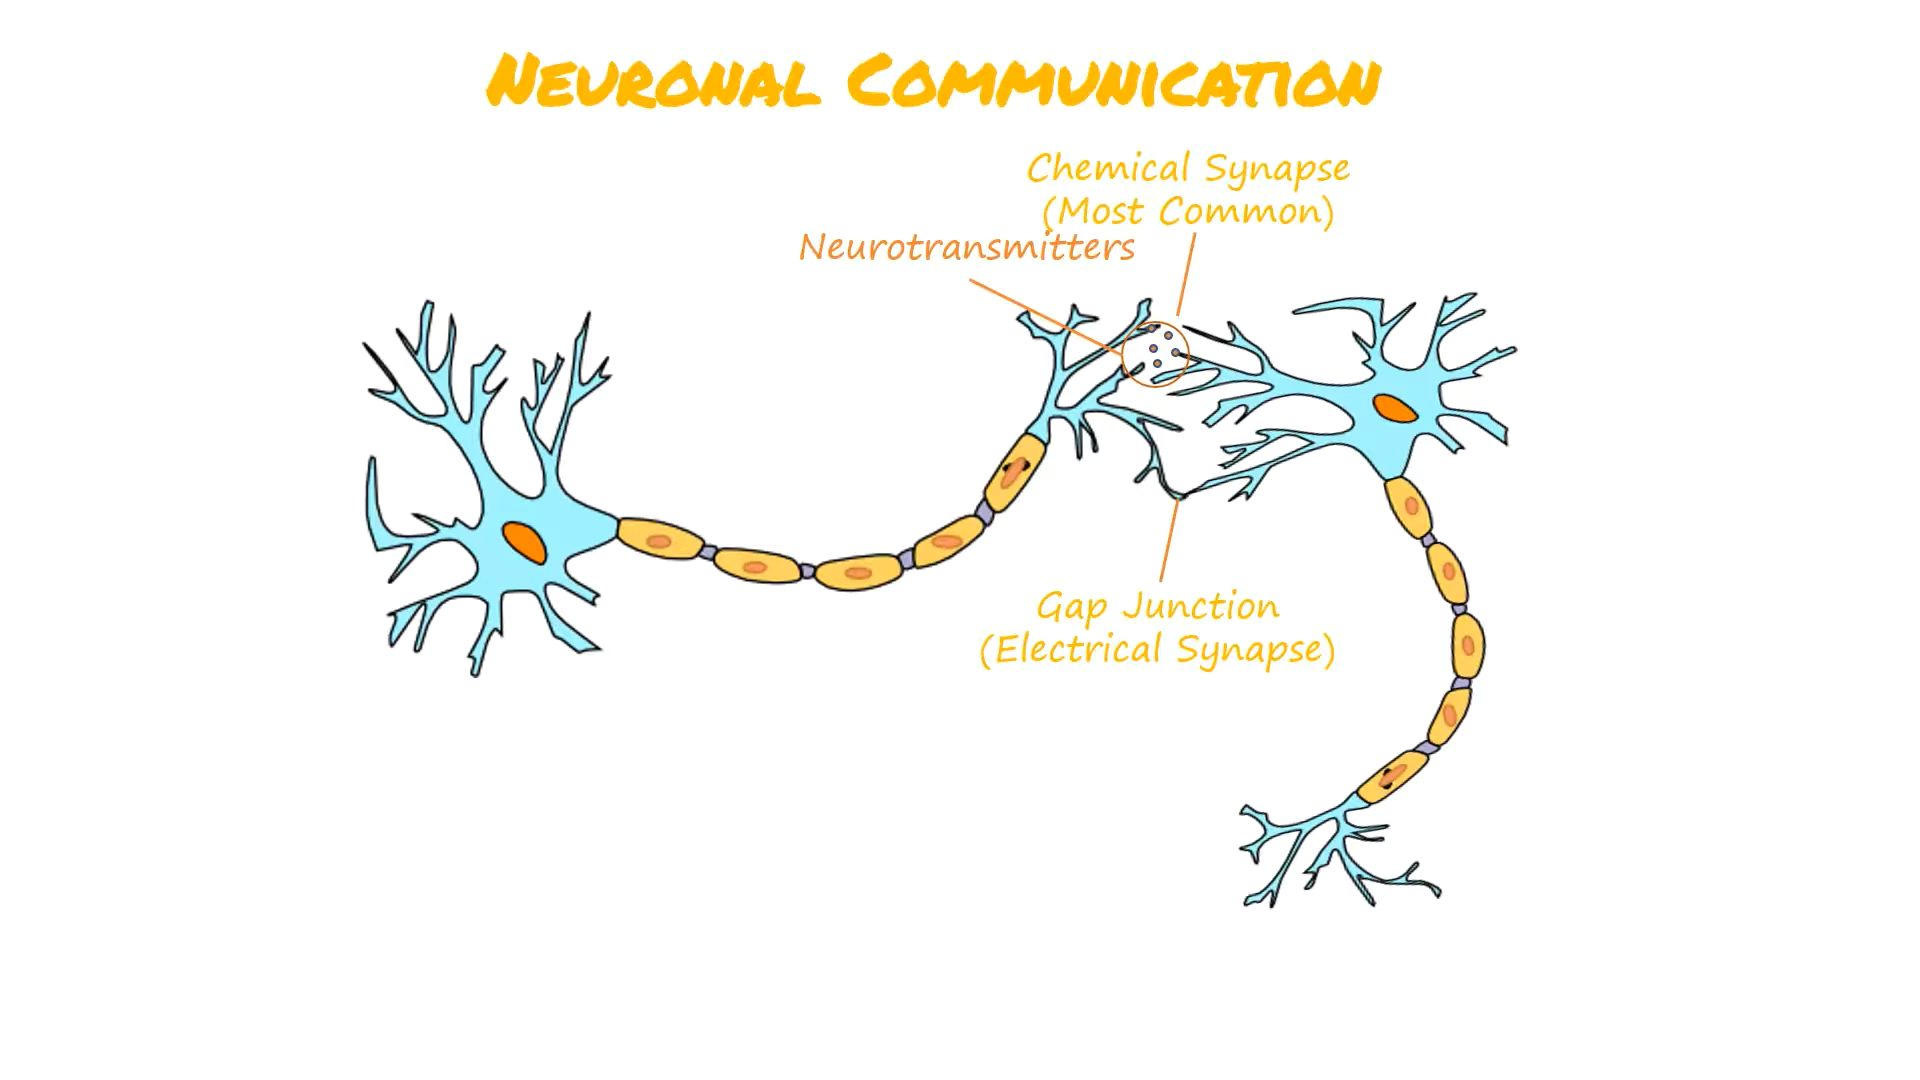 Neuronal Communication
Chemical Synapse
(Most Common)
Neurotransmitters
Gap Junction
(Electrical Synapse)